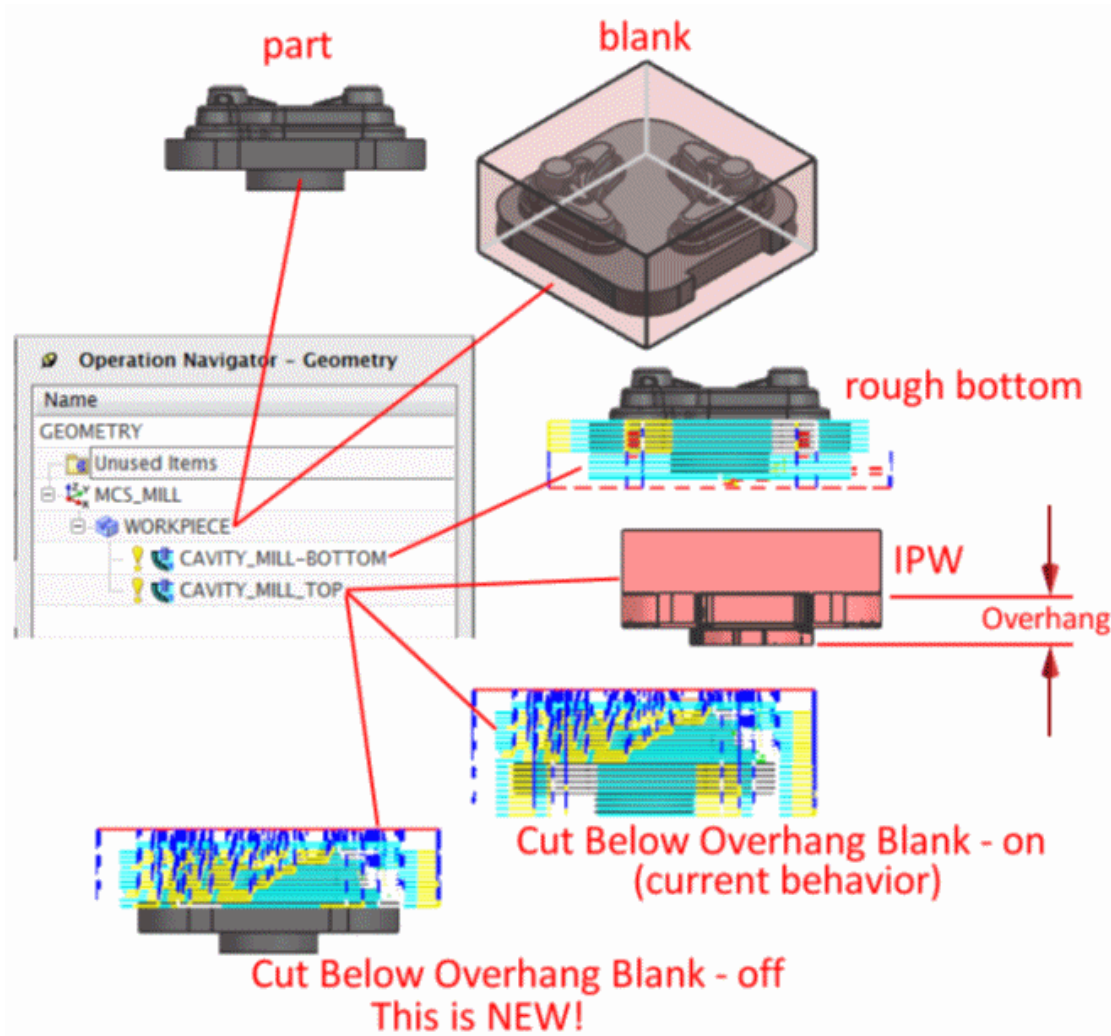 part
blank
Operation Navigator - Geometry
Name
GEOMETRY
Unused Items
MCS_MILL
WORKPIECE
CAVITY_MILL-BOTTOM
CAVITY_MILL_TOP
rough bottom
IPW
Overhang
Cut Below Overhang Blank - on
(current behavior)
Cut Below Overhang Blank - off
This is NEW!